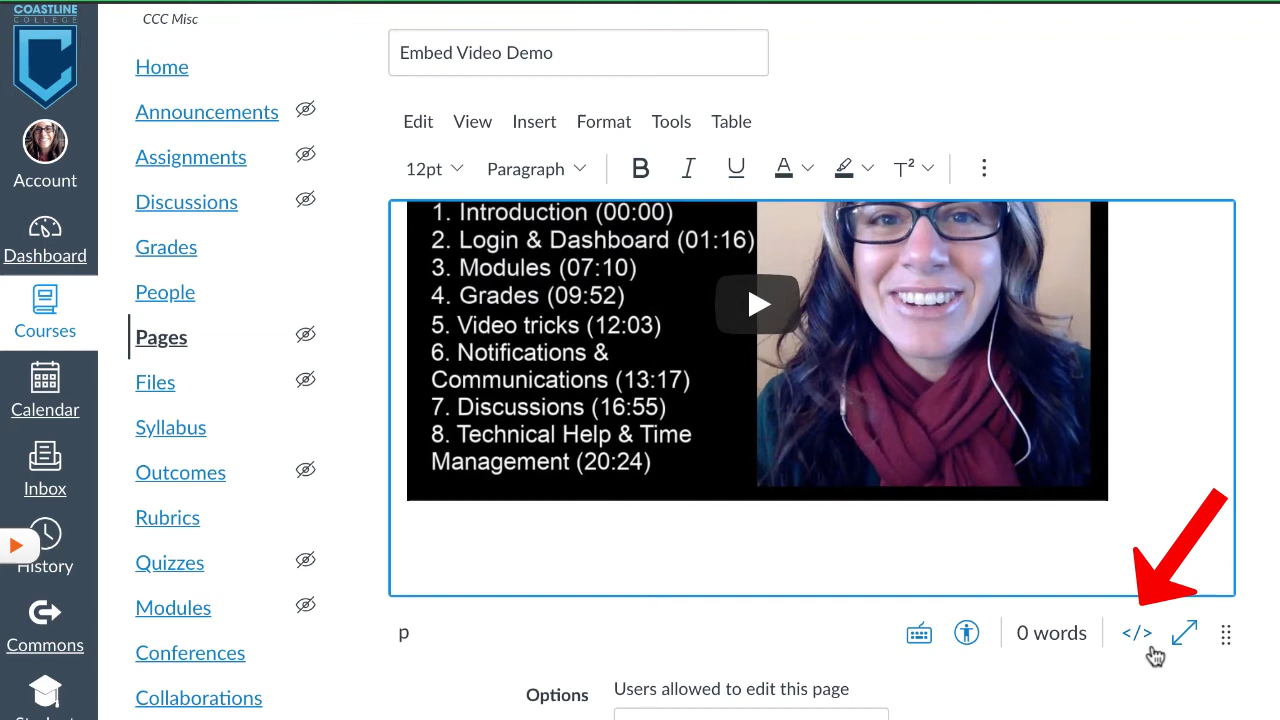 COASTLINE
COLLEGE
Account
Dashboard
Courses
Calendar
Inbox
History
Commons
CCC Misc
Home
Announcements
Assignments
Discussions
Grades
People
Pages
Files
Syllabus
Outcomes
Rubrics
Quizzes
Modules
Conferences
Collaborations
Embed Video Demo
Edit View Insert Format Tools Table
12pt Paragraph B I U A T²
1. Introduction (00:00)
2. Login & Dashboard (01:16)
3. Modules (07:10)
4. Grades (09:52)
5. Video tricks (12:03)
6. Notifications &
Communications (13:17)
7. Discussions (16:55)
8. Technical Help & Time
Management (20:24)
p 0 words </>
Options Users allowed to edit this page